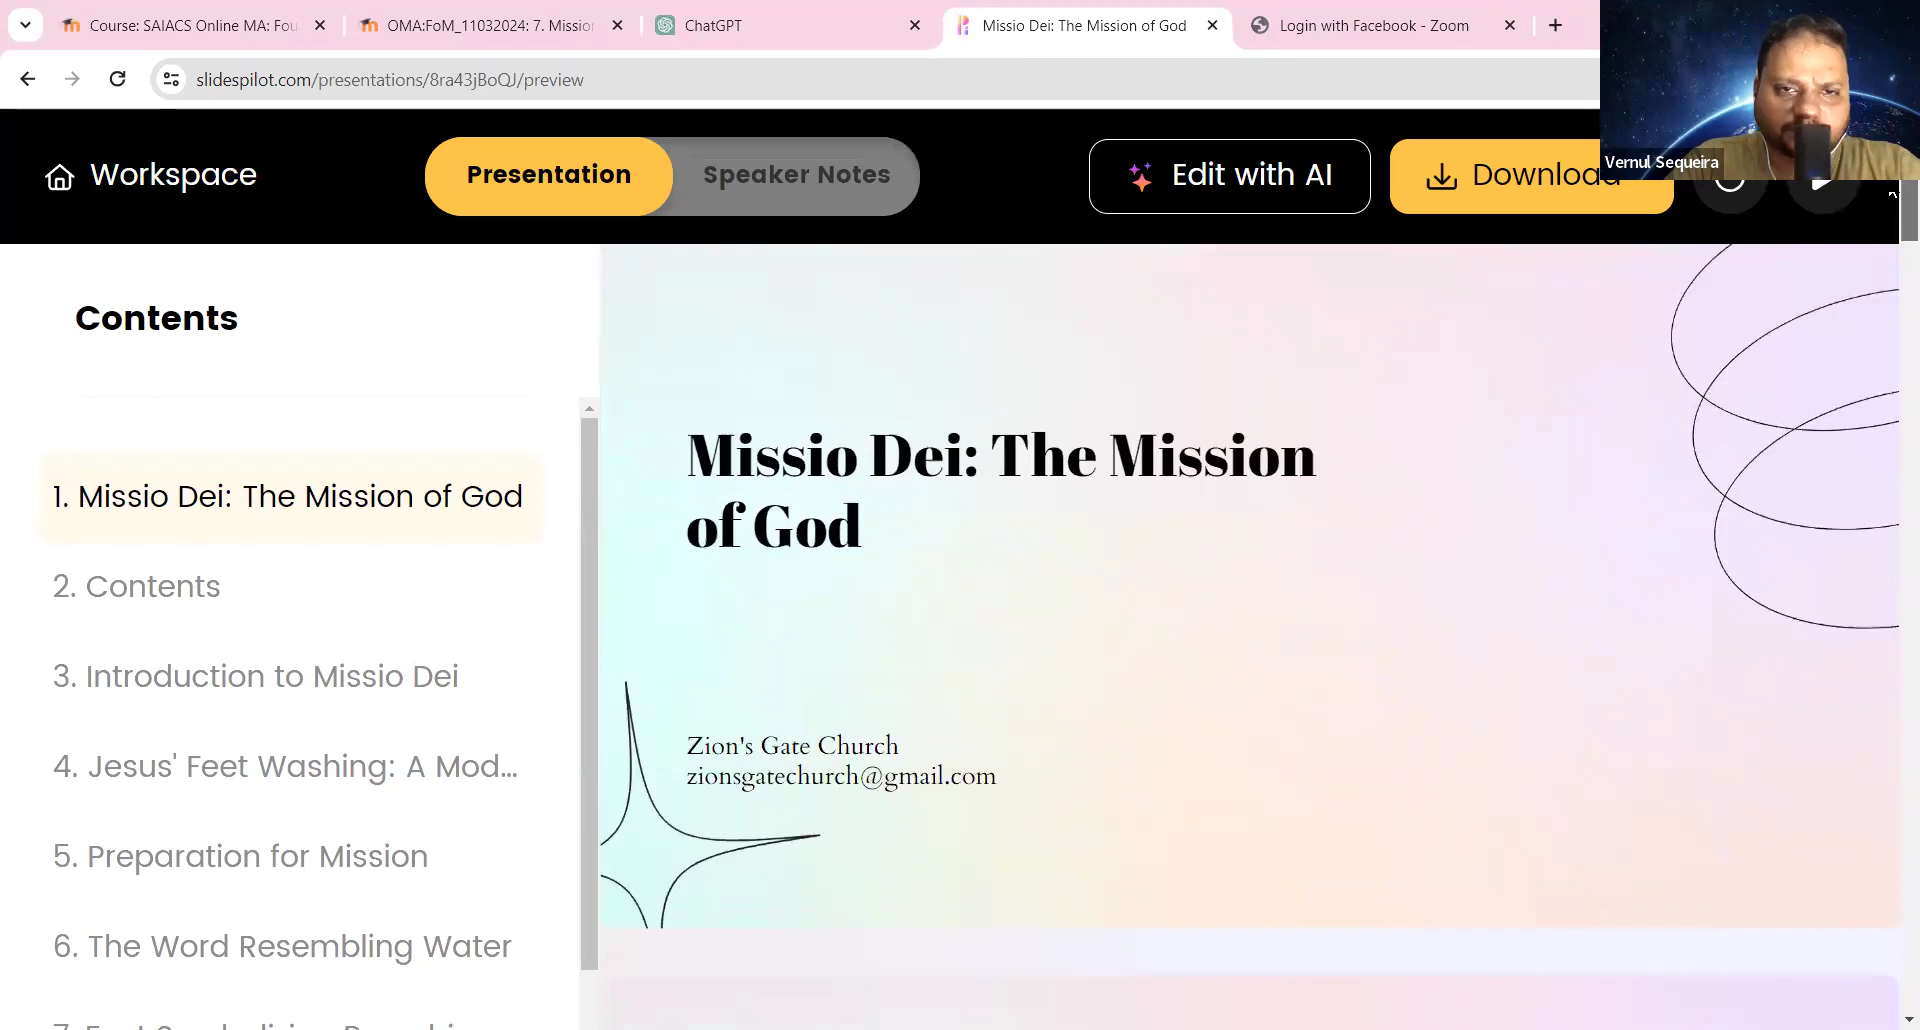 Course: SAIACS Online MA: Fou
OMA:FoM_11032024: 7. Mission
ChatGPT
Missio Dei: The Mission of God
Login with Facebook - Zoom
slidespilot.com/presentations/8ra43jBoQJ/preview
Vernul Sequeira
Workspace
Presentation
Speaker Notes
Edit with AI
Download
Contents
1. Missio Dei: The Mission of God
2. Contents
3. Introduction to Missio Dei
4. Jesus' Feet Washing: A Mod...
5. Preparation for Mission
6. The Word Resembling Water
Missio Dei: The Mission
of God
Zion's Gate Church
zionsgatechurch@gmail.com